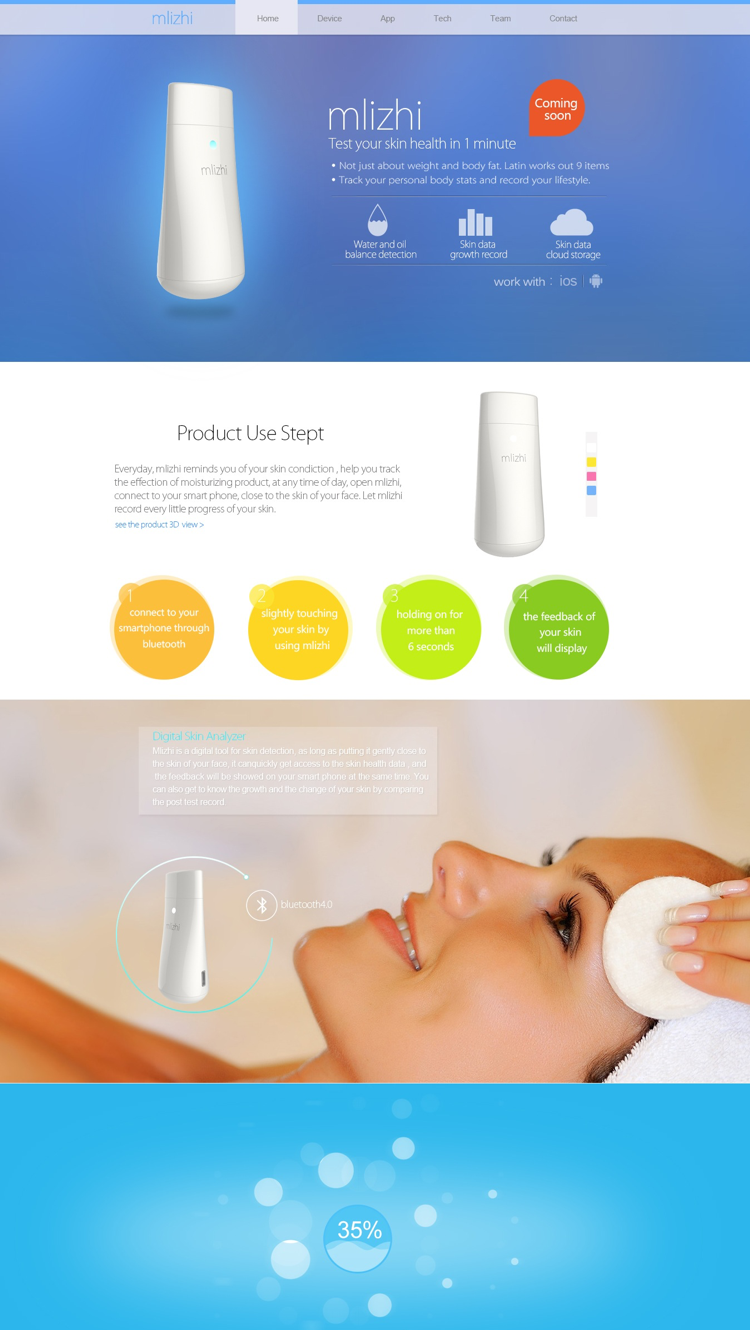 mlizhi
Home
Device
App
Tech
Team
Contact
mlizhi
Coming
soon
Test your skin health in 1 minute
• Not just about weight and body fat. Latin works out 9 items
• Track your personal body stats and record your lifestyle.
Water and oil
balance detection
Skin data
growth record
Skin data
cloud storage
work with : ios
mlizhi
Product Use Stept
Everyday, mlizhi reminds you of your skin condiction , help you track
the effection of moisturizing product, at any time of day, open mlizhi,
connect to your smart phone, close to the skin of your face. Let mlizhi
record every little progress of your skin.
see the product 3D view >
mlizhi
1
connect to your
smartphone through
bluetooth
2
slightly touching
your skin by
using mlizhi
3
holding on for
more than
6 seconds
4
the feedback of
your skin
will display
Digital Skin Analyzer
Mlizhi is a digital tool for skin detection, as long as putting it gently close to
the skin of your face, it canquickly get access to the skin health data , and
the feedback will be showed on your smart phone at the same time. You
can also get to know the growth and the change of your skin by comparing
the post test record
mlizhi
bluetooth4.0
35%